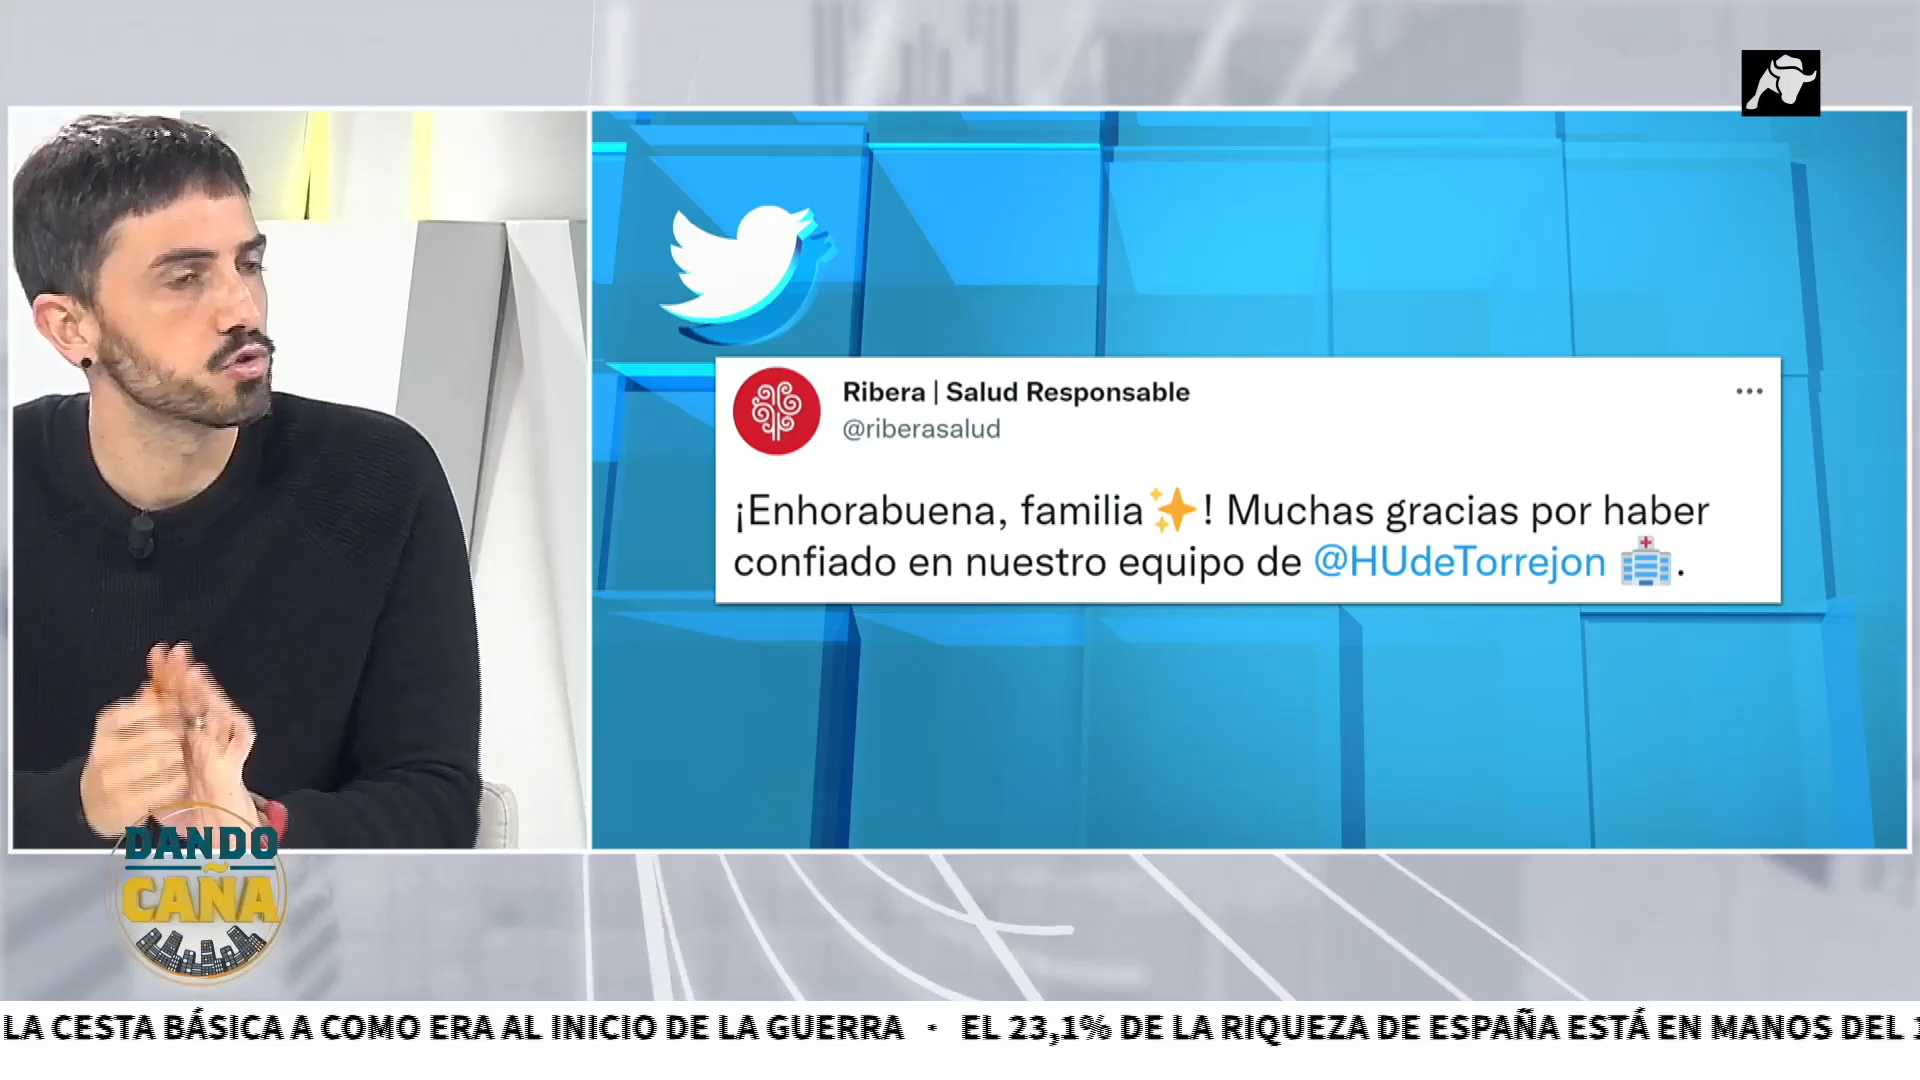 Ribera | Salud Responsable
@riberasalud
¡Enhorabuena, familia✨! Muchas gracias por haber
confiado en nuestro equipo de @HUdeTorrejon 🏥.
DANDO
CAÑA
LA CESTA BÁSICA A COMO ERA AL INICIO DE LA GUERRA · EL 23,1% DE LA RIQUEZA DE ESPAÑA ESTÁ EN MANOS DEL